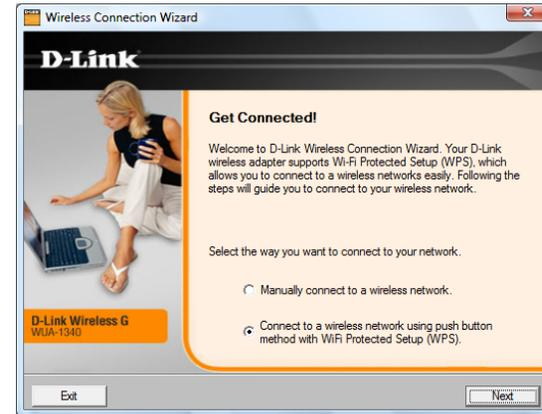 Wireless Connection Wizard
D-Link
Get Connected!
Welcome to D-Link Wireless Connection Wizard. Your D-Link
wireless adapter supports Wi-Fi Protected Setup (WPS), which
allows you to connect to a wireless networks easily. Following the
steps will guide you to connect to your wireless network.
Select the way you want to connect to your network.
Manually connect to a wireless network.
Connect to a wireless network using push button
method with WiFi Protected Setup (WPS).
D-Link Wireless G
WUA-1340
Exit
Next